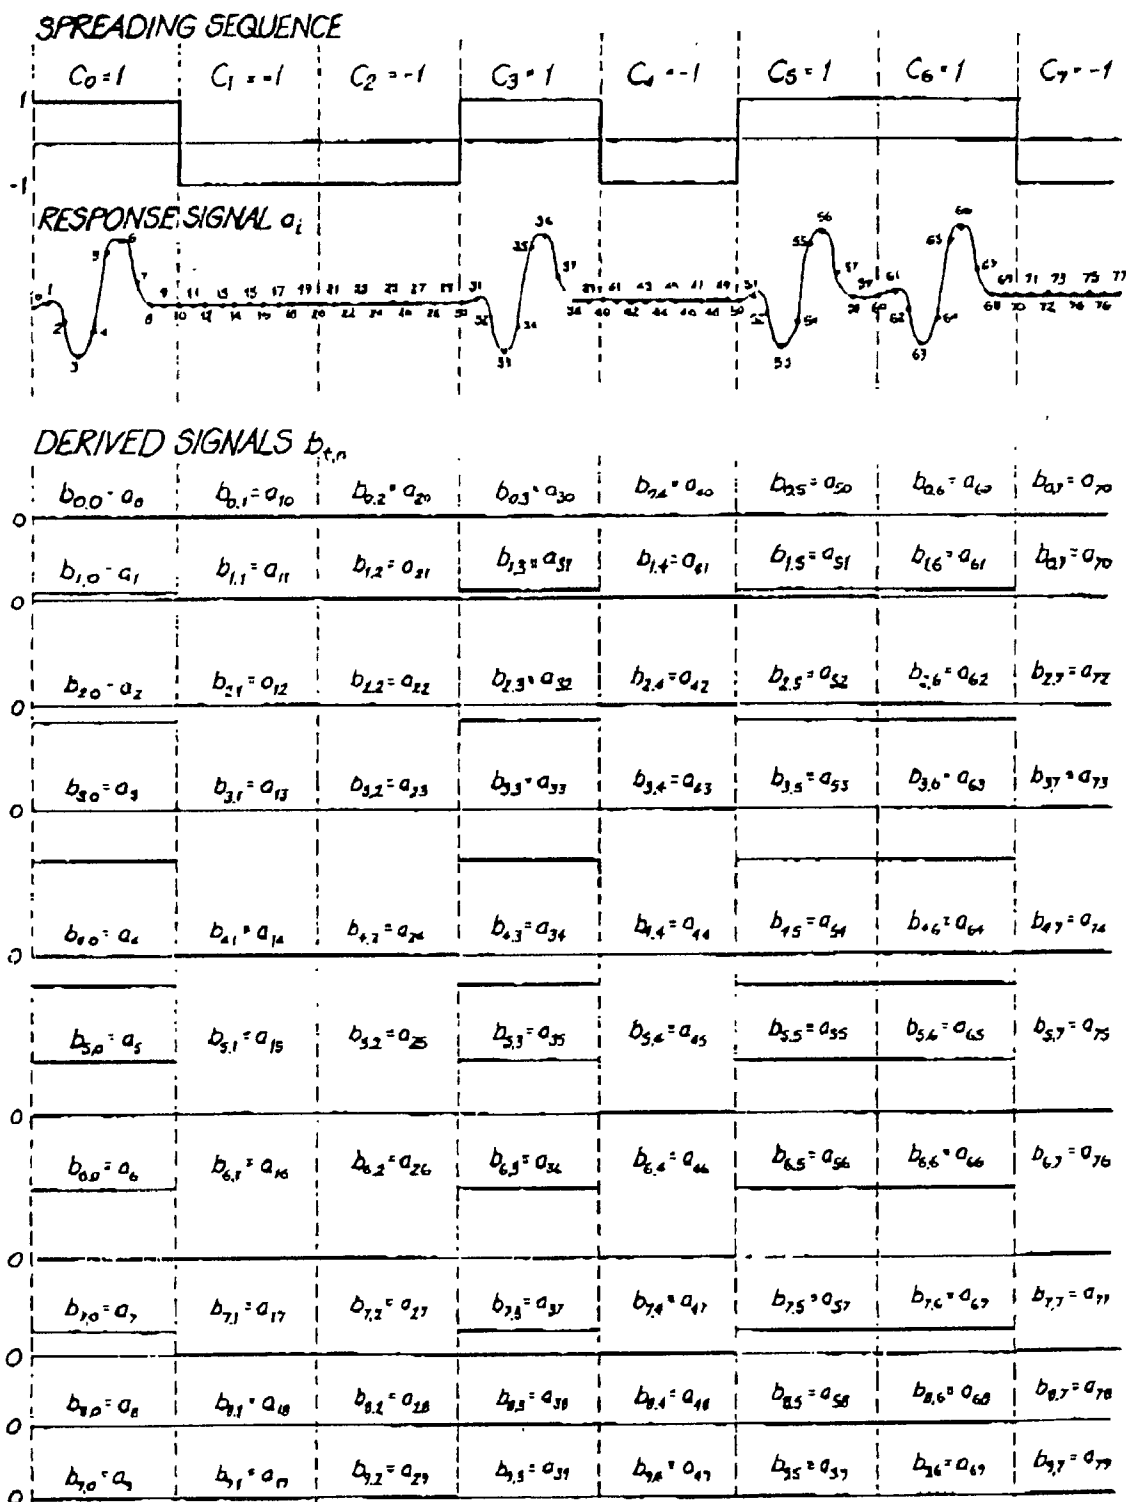 SPREADING SEQUENCE
C0=1 C1=-1 C2=-1 C3=1 C4=-1 C5=1 C6=1 C7=-1
1
-1
RESPONSE SIGNAL ai
DERIVED SIGNALS bt,n
b0,0=a0 b0,1=a10 b0,2=a20 b0,3=a30 b0,4=a40 b0,5=a50 b0,6=a60 b0,7=a70
0
b1,0=a1 b1,1=a11 b1,2=a21 b1,3=a31 b1,4=a41 b1,5=a51 b1,6=a61 b0,7=a70
0
b2,0=a2 b2,1=a12 b2,2=a22 b2,3=a32 b2,4=a42 b2,5=a52 b2,6=a62 b2,7=a72
0
b3,0=a3 b3,1=a13 b3,2=a23 b3,3=a33 b3,4=a43 b3,5=a53 b3,6=a63 b3,7=a73
0
b4,0=a4 b4,1=a14 b4,2=a24 b4,3=a34 b4,4=a44 b4,5=a54 b4,6=a64 b4,7=a74
0
b5,0=a5 b5,1=a15 b5,2=a25 b5,3=a35 b5,4=a45 b5,5=a55 b5,6=a65 b5,7=a75
0
b6,0=a6 b6,1=a16 b6,2=a26 b6,3=a36 b6,4=a46 b6,5=a56 b6,6=a66 b6,7=a76
0
b7,0=a7 b7,1=a17 b7,2=a27 b7,3=a37 b7,4=a47 b7,5=a57 b7,6=a67 b7,7=a77
0
b8,0=a8 b8,1=a18 b8,2=a28 b8,3=a38 b8,4=a48 b8,5=a58 b8,6=a68 b8,7=a78
0
b9,0=a9 b9,1=a19 b9,2=a29 b9,3=a39 b9,4=a49 b9,5=a59 b9,6=a69 b9,7=a79
0